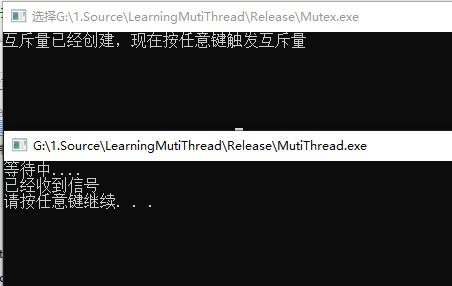 选择G:\1.Source\LearningMutiThread\Release\Mutex.exe
互斥量已经创建，现在按任意键触发互斥量
G:\1.Source\LearningMutiThread\Release\MutiThread.exe
等待中....
已经收到信号
请按任意键继续. . .